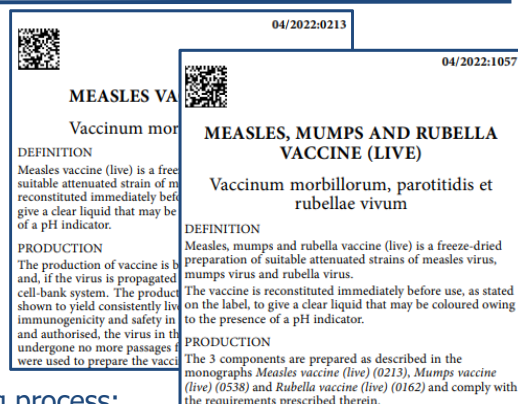 04/2022:0213
MEASLES VA
Vaccinum mor
DEFINITION
Measles vaccine (live) is a free
suitable attenuated strain of m
reconstituted immediately befo
give a clear liquid that may be
of a pH indicator.
PRODUCTION
The production of vaccine is b
and, if the virus is propagated
cell-bank system. The product
shown to yield consistently live
immunogenicity and safety in
and authorised, the virus in th
undergone no more passages f
were used to prepare the vacci
04/2022:1057
MEASLES, MUMPS AND RUBELLA
VACCINE (LIVE)
Vaccinum morbillorum, parotitidis et
rubellae vivum
DEFINITION
Measles, mumps and rubella vaccine (live) is a freeze-dried
preparation of suitable attenuated strains of measles virus,
mumps virus and rubella virus.
The vaccine is reconstituted immediately before use, as stated
on the label, to give a clear liquid that may be coloured owing
to the presence of a pH indicator.
PRODUCTION
The 3 components are prepared as described in the
monographs Measles vaccine (live) (0213), Mumps vaccine
(live) (0538) and Rubella vaccine (live) (0162) and comply with
the requirements prescribed therein.
process: